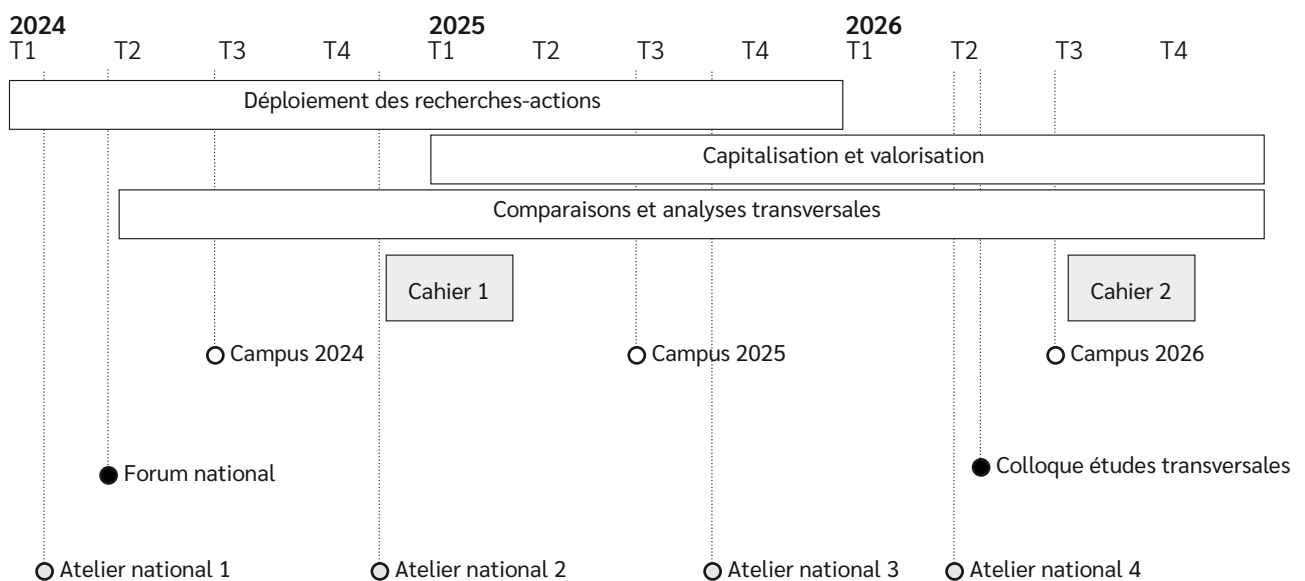 2024 2025 2026
T1 T2 T3 T4 T1 T2 T3 T4 T1 T2 T3 T4
Déploiement des recherches-actions
Capitalisation et valorisation
Comparaisons et analyses transversales
Cahier 1 Cahier 2
Campus 2024 Campus 2025 Campus 2026
Forum national Colloque études transversales
Atelier national 1 Atelier national 2 Atelier national 3 Atelier national 4